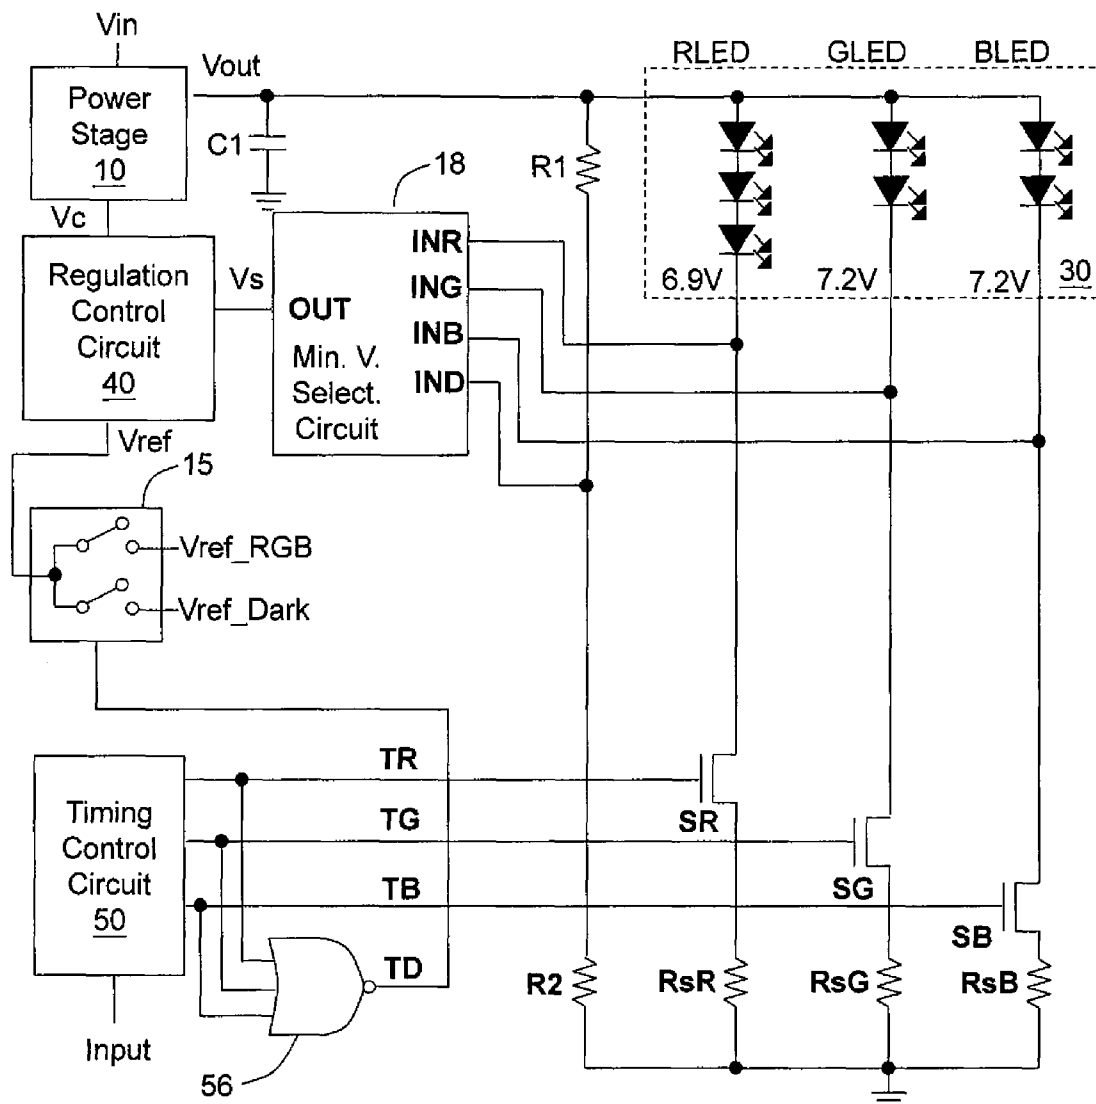 Vin
RLED GLED BLED
Vout
Power
Stage
10
C1
R1
18
Vc
Regulation
Control
Circuit
40
Vs
INR
ING
OUT
INB
IND
Min. V.
Select.
Circuit
6.9V 7.2V 7.2V 30
Vref
15
Vref_RGB
Vref_Dark
TR
SR
Timing
Control
Circuit
50
TG
SG
TB
SB
TD
R2 RsR RsG RsB
Input
56